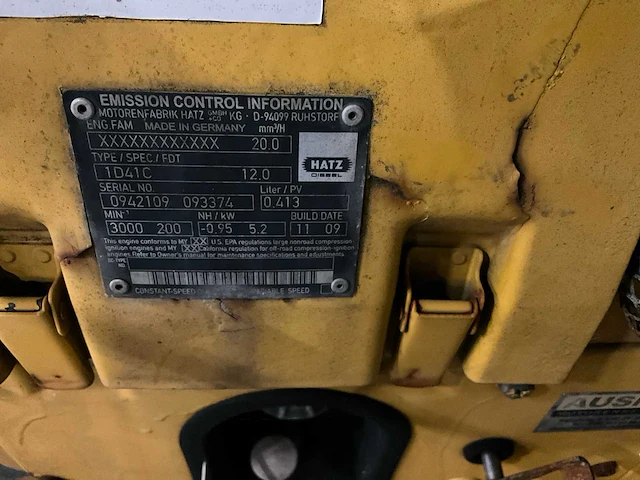 EMISSION CONTROL INFORMATION
MOTORENFABRIK HATZ GMBH +CO KG · D-94099 RUHSTORF
ENG.FAM MADE IN GERMANY mm³/H
XXXXXXXXXXXX 20.0
TYPE / SPEC / FDT
1D41C 12.0
HATZ
DIESEL
SERIAL NO. Liter / PV
0942109 093374 0.413
MIN⁻¹ NH / kW BUILD DATE
3000 200 -0.95 5.2 11 09
This engine conforms to MY XX U.S. EPA regulations large nonroad compression
ignition engines and MY XX California regulation for off-road compression-ignition
engines. Refer to Owner's manual for maintenance specifications and adjustments.
CONSTANT-SPEED ABLE SPEED
AUS